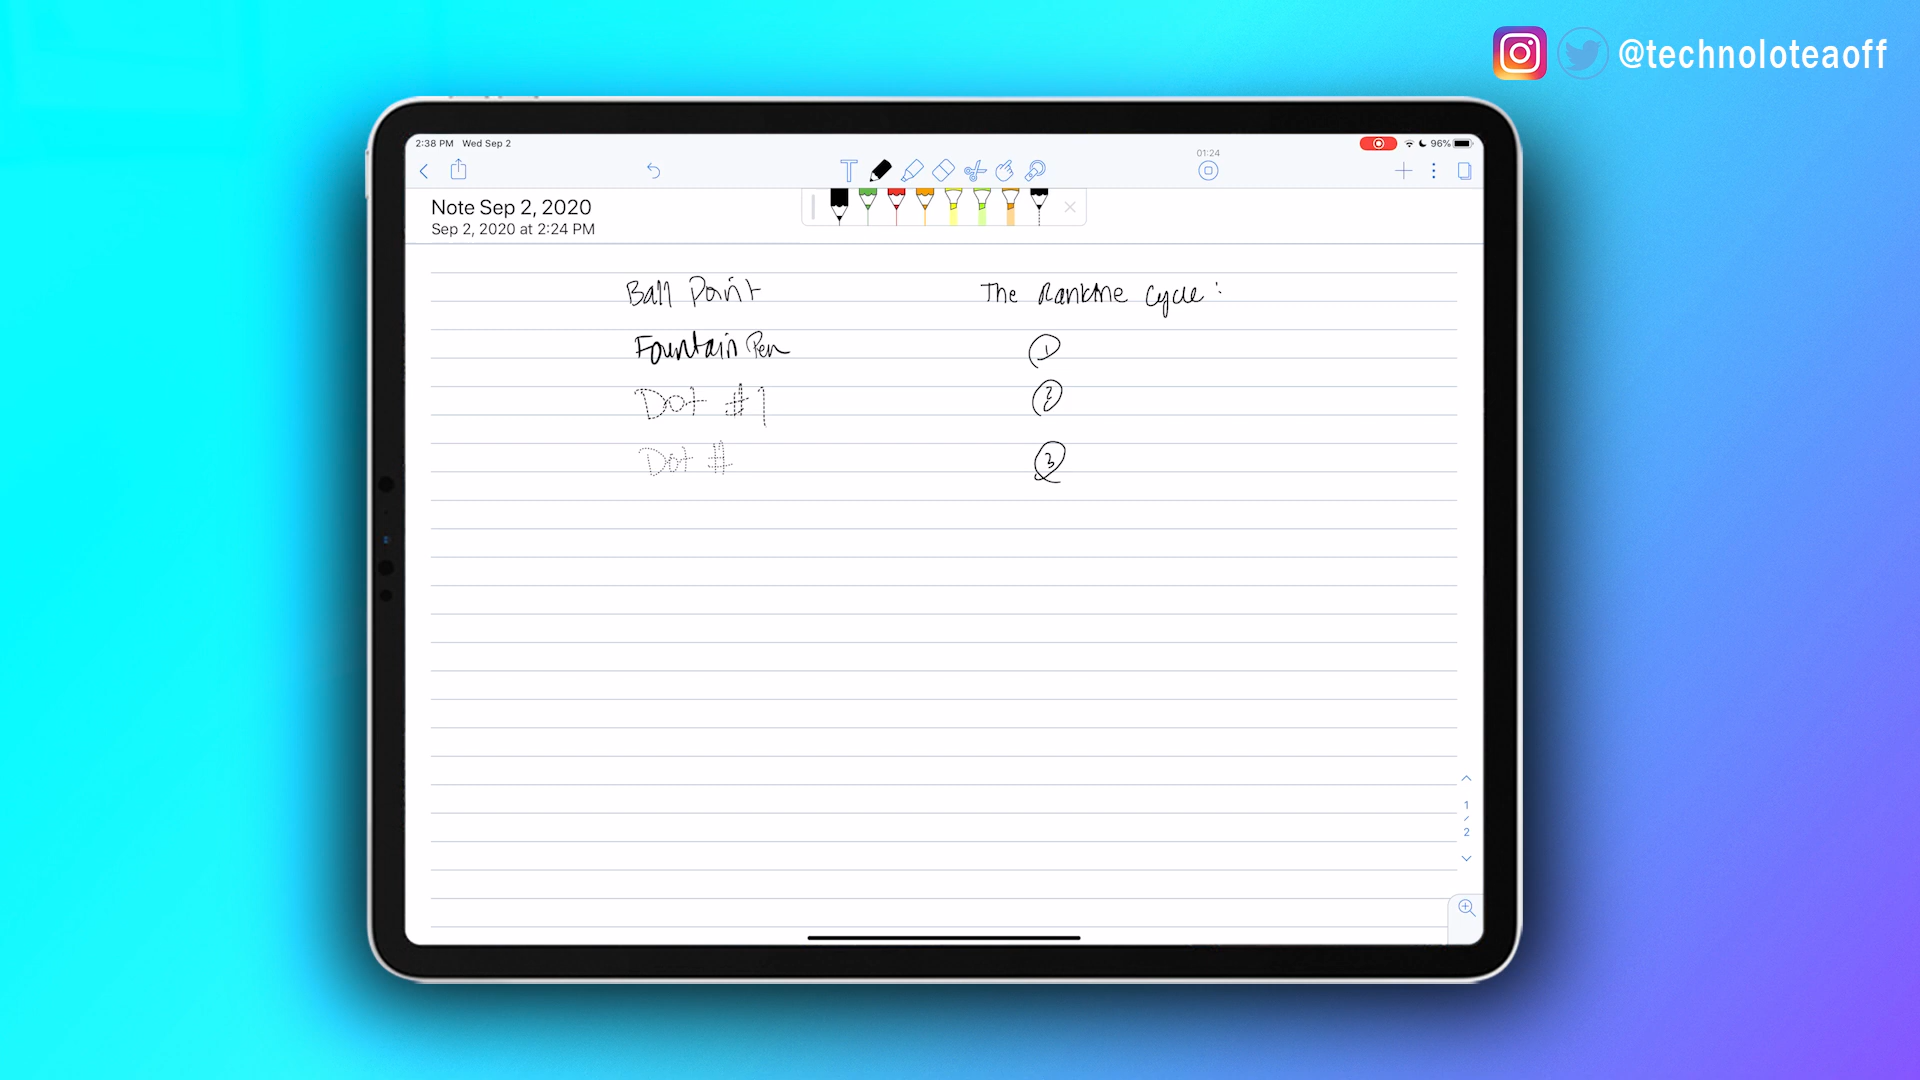 @technoloteaoff
2:38 PM Wed Sep 2
96%
01:24
Note Sep 2, 2020
Sep 2, 2020 at 2:24 PM
Ball Point
The Rankine Cycle:
Fountain Pen
1
Dot #1
2
Dot #
3
1
/
2